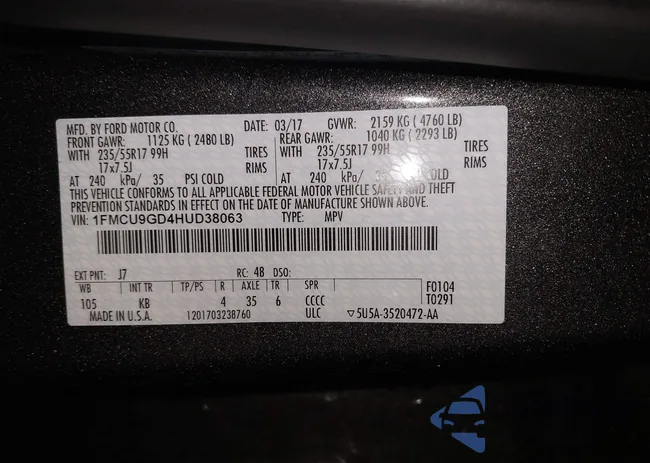 MFD. BY FORD MOTOR CO. DATE: 03/17 GVWR: 2159 KG ( 4760 LB)
FRONT GAWR: 1125 KG ( 2480 LB) REAR GAWR: 1040 KG ( 2293 LB)
WITH 235/55R17 99H TIRES WITH 235/55R17 99H TIRES
17x7.5J RIMS 17x7.5J RIMS
AT 240 kPa/ 35 PSI COLD AT 240 kPa/ 35 COLD
THIS VEHICLE CONFORMS TO ALL APPLICABLE FEDERAL MOTOR VEHICLE SAFETY AND THEFT
PREVENTION STANDARDS IN EFFECT ON THE DATE OF MANUFACTURE SHOWN ABOVE.
VIN: 1FMCU9GD4HUD38063 TYPE: MPV
EXT PNT: J7 RC: 48 DSO:
WB INT TR TP/PS R AXLE TR SPR F0104
105 KB 4 35 6 CCCC T0291
MADE IN U.S.A. 1201703238760 ULC ▽5U5A-3520472-AA